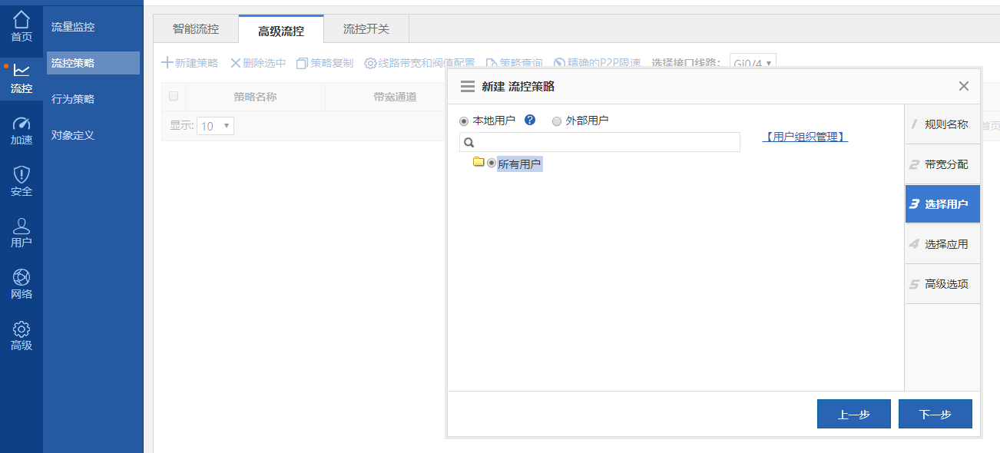 首页
流控
加速
安全
用户
网络
高级
流量监控
流控策略
行为策略
对象定义
智能流控
高级流控
流控开关
新建策略 删除选中 策略复制 线路带宽和阀值配置 策略查询 精确的P2P限速 选择接口线路: Gi0/4
策略名称 带宽通道
显示: 10
首页
新建 流控策略
本地用户 外部用户
【用户组织管理】
所有用户
1 规则名称
2 带宽分配
3 选择用户
4 选择应用
5 高级选项
上一步 下一步